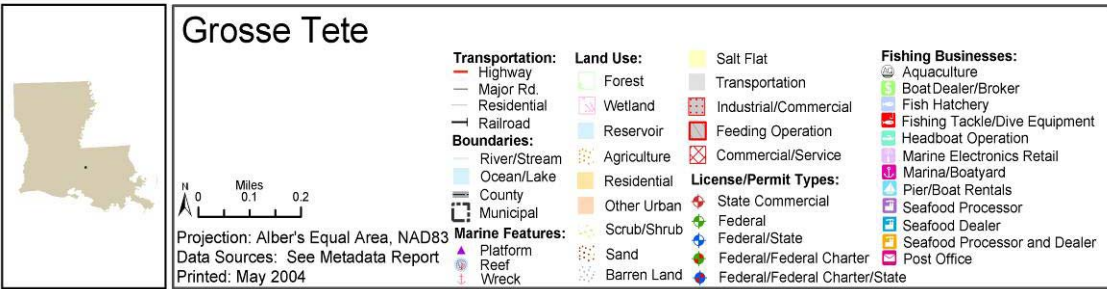 Grosse Tete
N
Miles
0 0.1 0.2
Projection: Alber's Equal Area, NAD83
Data Sources: See Metadata Report
Printed: May 2004
Transportation:
Highway
Major Rd.
Residential
Railroad
Boundaries:
River/Stream
Ocean/Lake
County
Municipal
Marine Features:
Platform
Reef
Wreck
Land Use:
Forest
Wetland
Reservoir
Agriculture
Residential
Other Urban
Scrub/Shrub
Sand
Barren Land
Salt Flat
Transportation
Industrial/Commercial
Feeding Operation
Commercial/Service
License/Permit Types:
State Commercial
Federal
Federal/State
Federal/Federal Charter
Federal/Federal Charter/State
Fishing Businesses:
Aquaculture
Boat Dealer/Broker
Fish Hatchery
Fishing Tackle/Dive Equipment
Headboat Operation
Marine Electronics Retail
Marina/Boatyard
Pier/Boat Rentals
Seafood Processor
Seafood Dealer
Seafood Processor and Dealer
Post Office